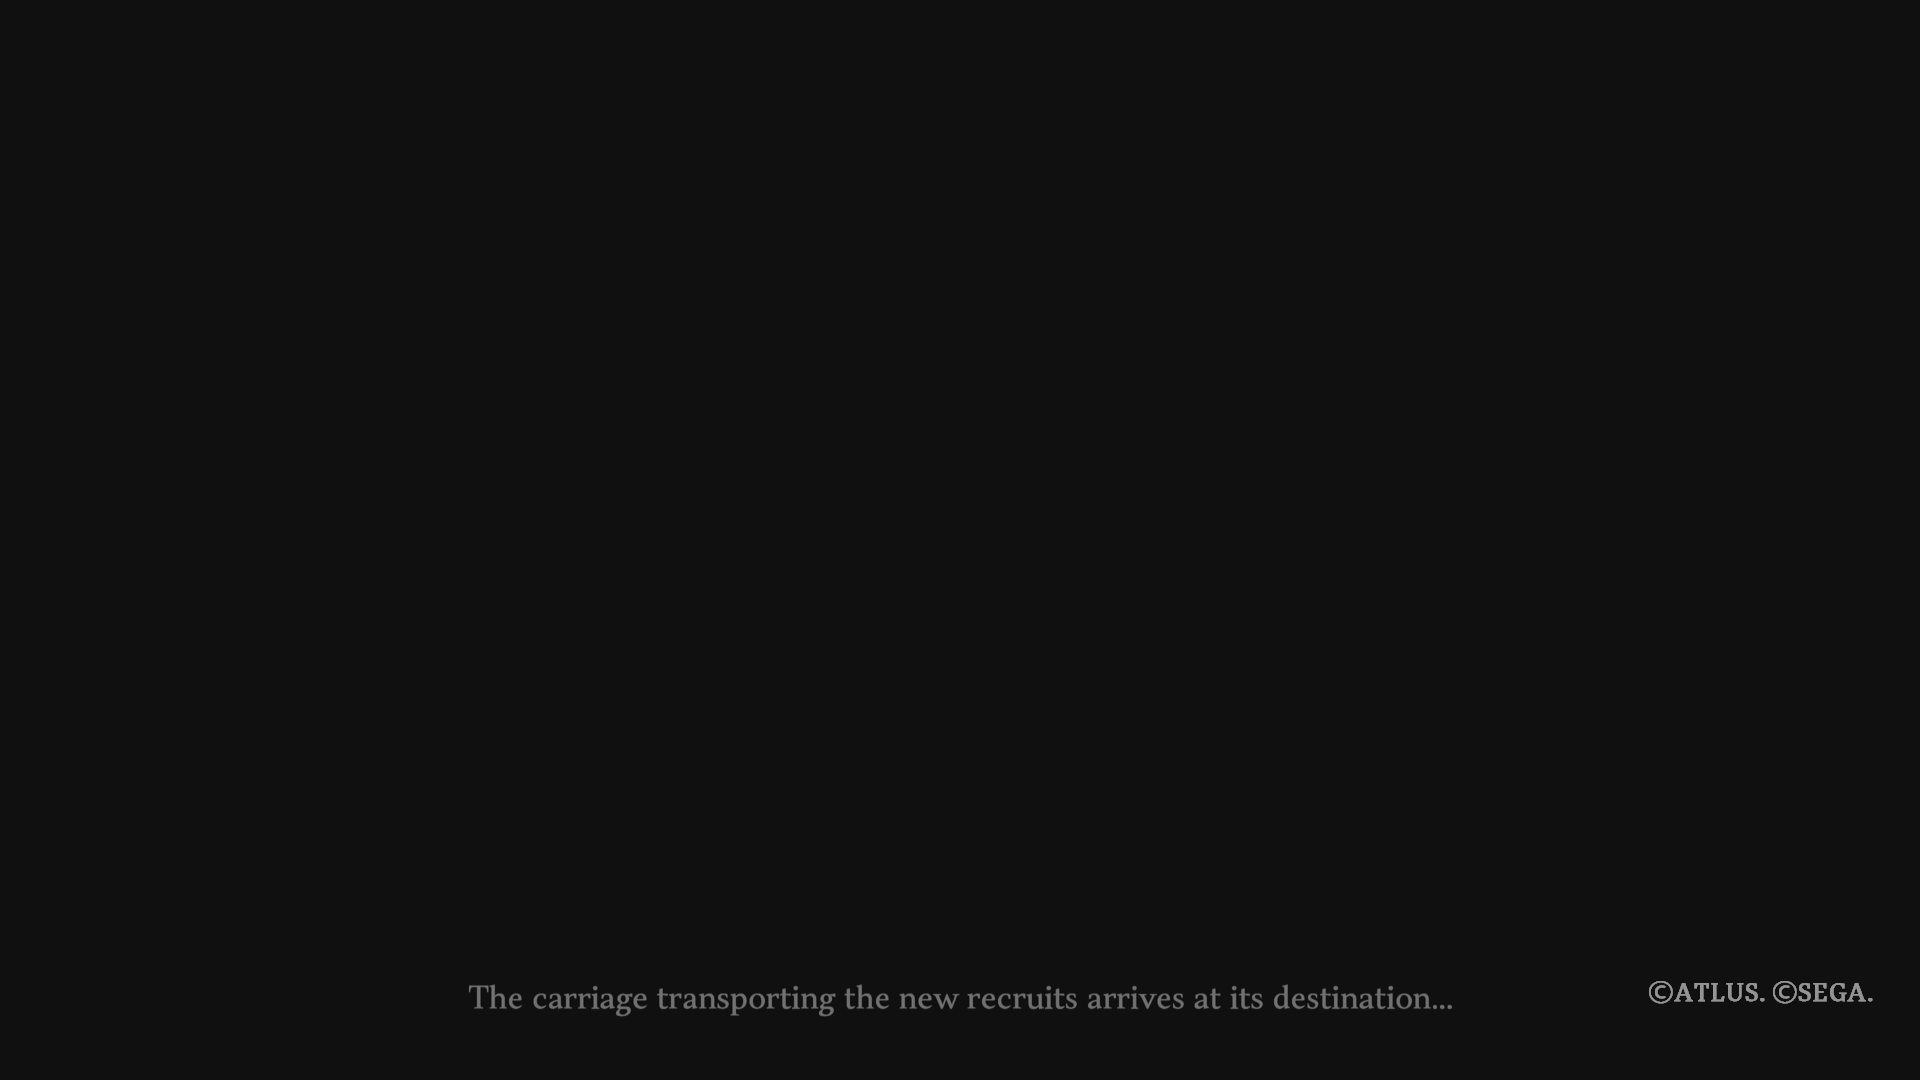 The carriage transporting the new recruits arrives at its destination...
©ATLUS. ©SEGA.